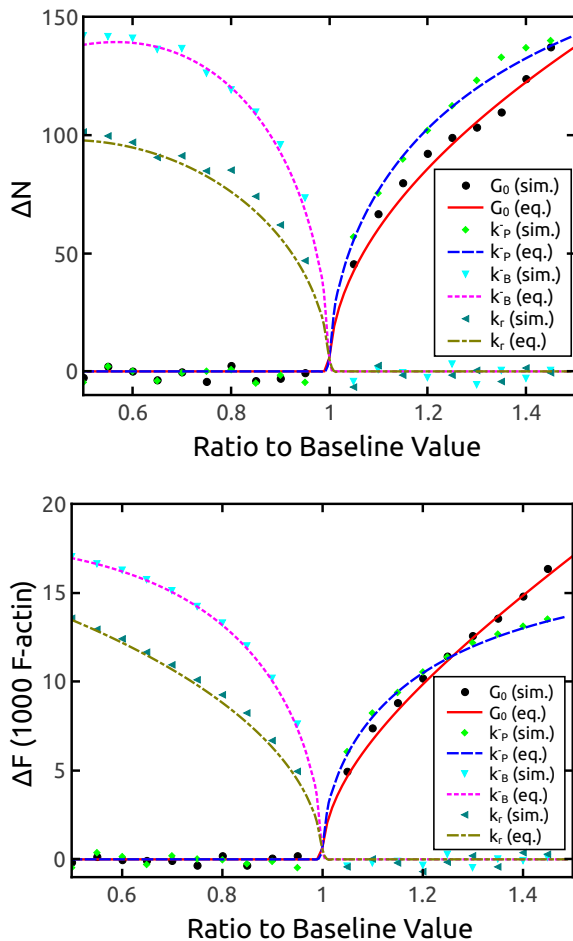 150
100
50
0
ΔN
G₀ (sim.)
G₀ (eq.)
k⁻P (sim.)
k⁻P (eq.)
k⁻B (sim.)
k⁻B (eq.)
kᵣ (sim.)
kᵣ (eq.)
0.6 0.8 1 1.2 1.4
Ratio to Baseline Value
20
15
10
5
0
ΔF (1000 F-actin)
G₀ (sim.)
G₀ (eq.)
k⁻P (sim.)
k⁻P (eq.)
k⁻B (sim.)
k⁻B (eq.)
kᵣ (sim.)
kᵣ (eq.)
0.6 0.8 1 1.2 1.4
Ratio to Baseline Value